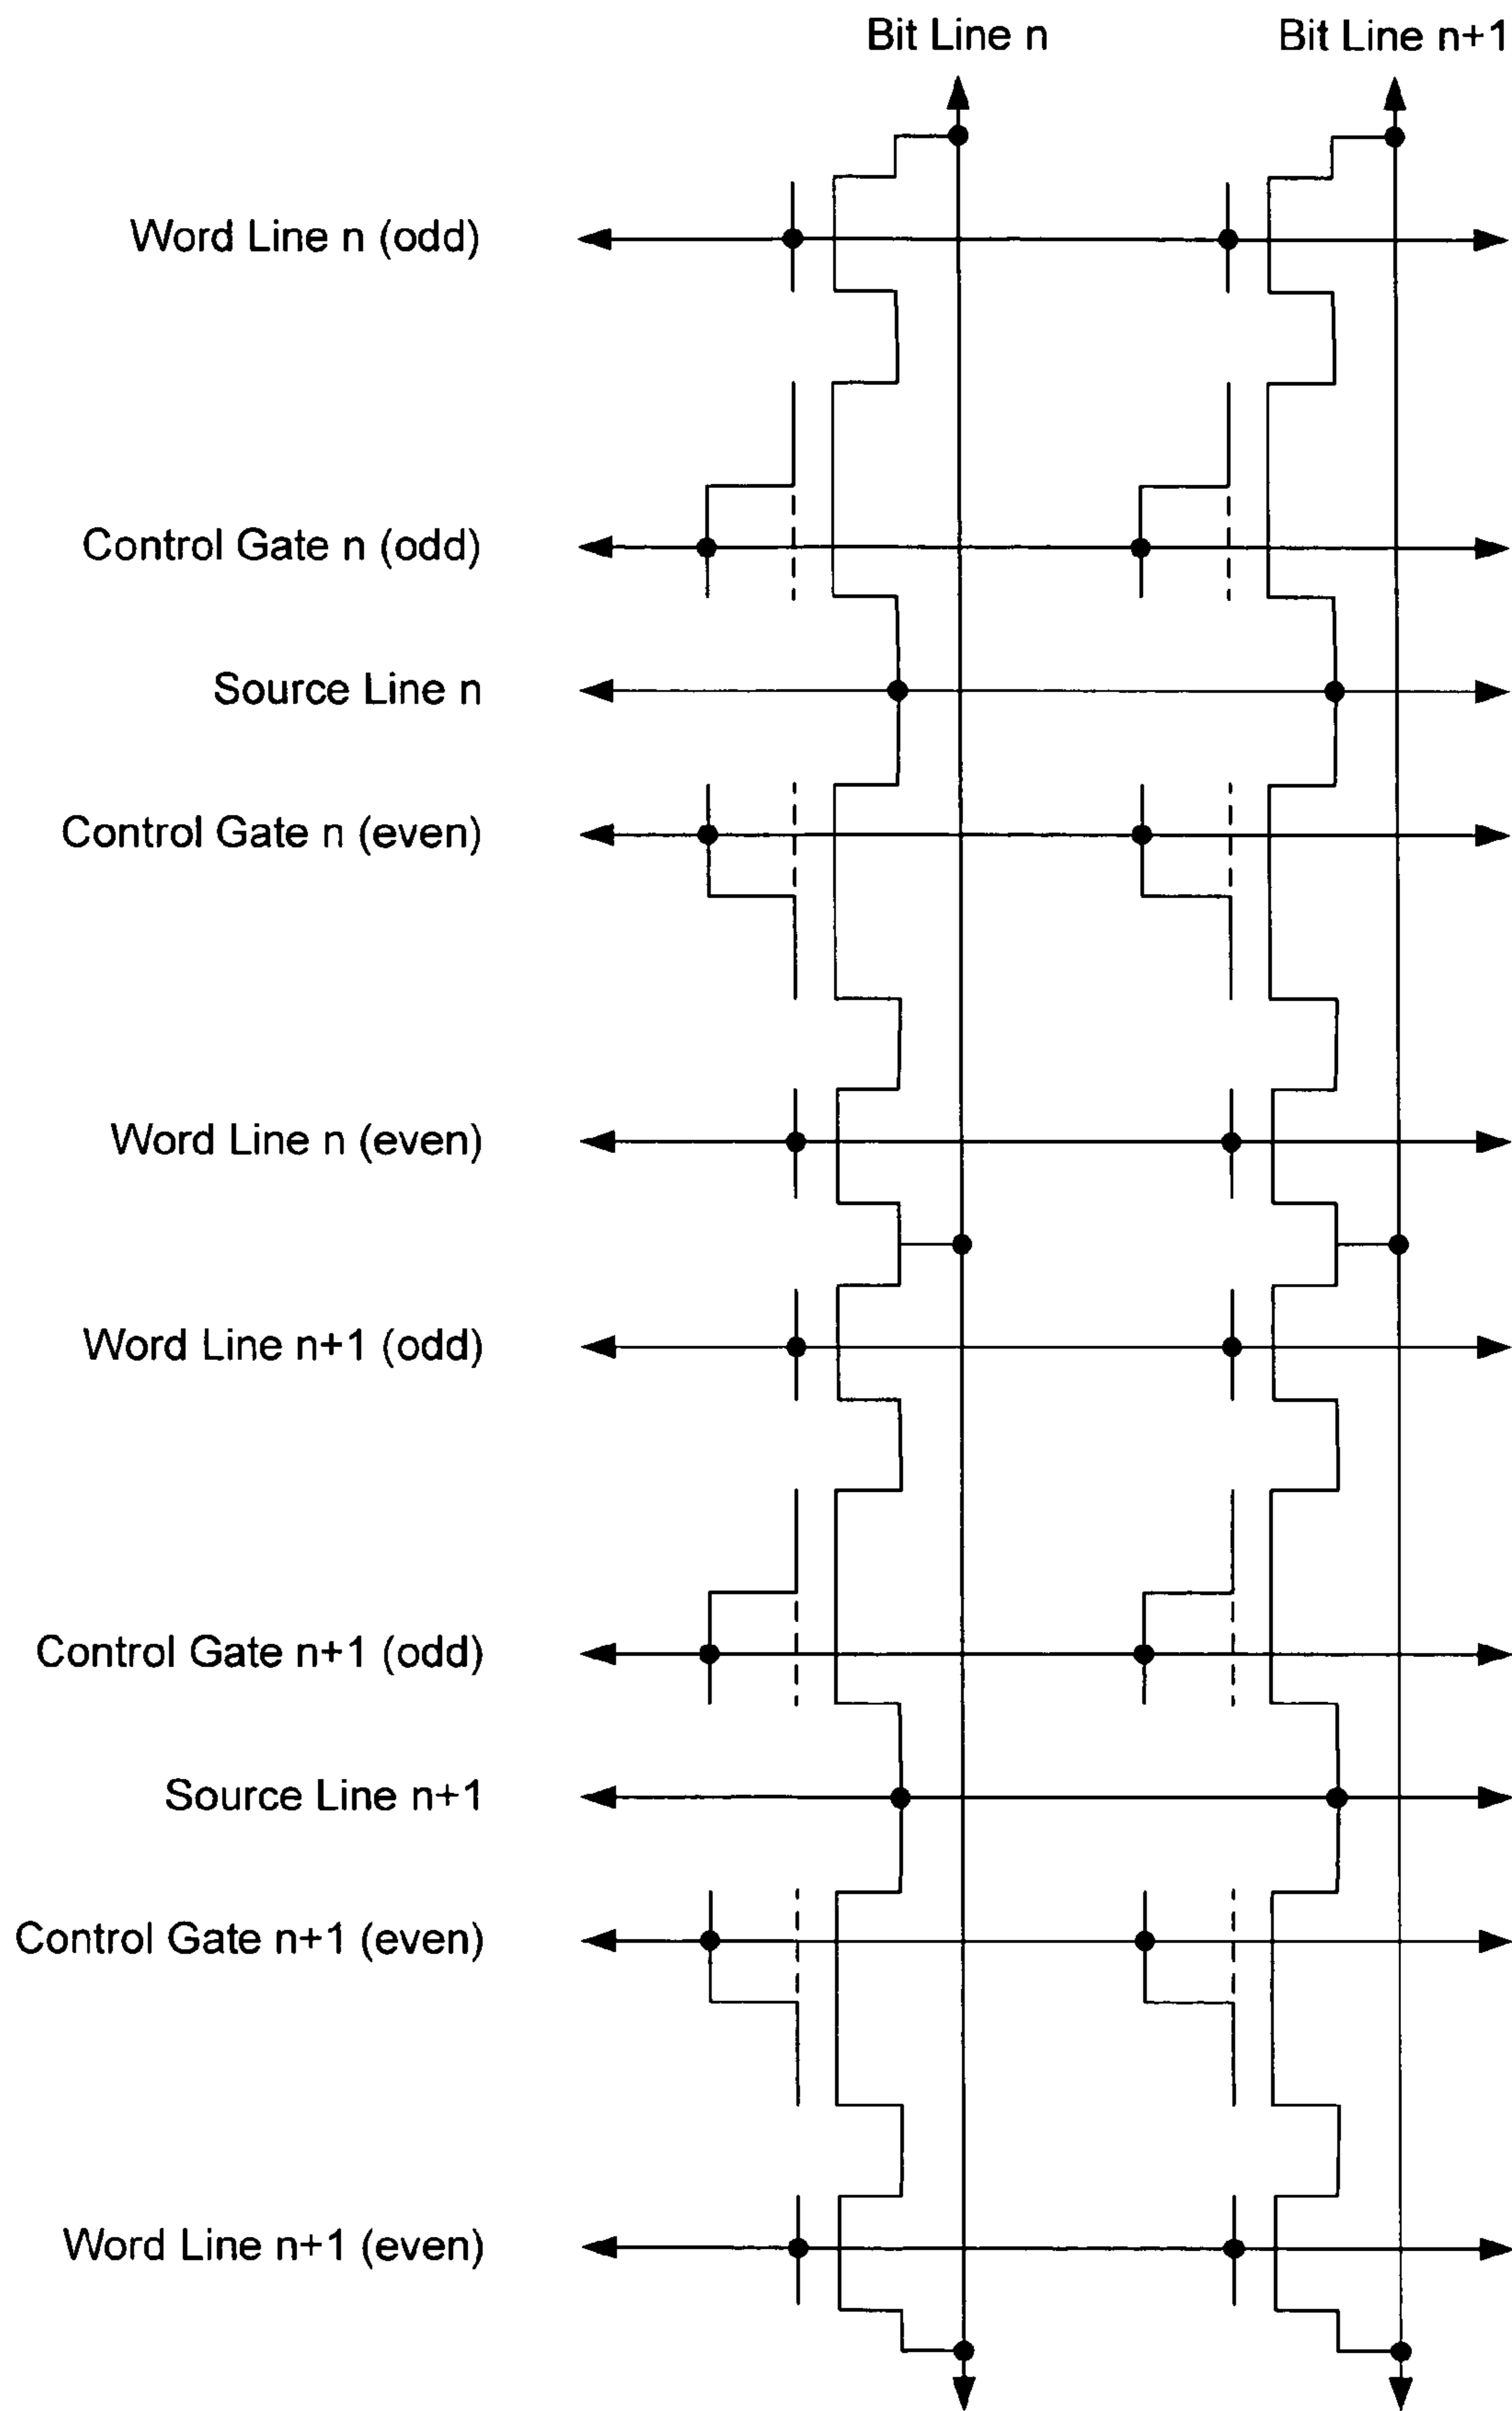 Bit Line n
Bit Line n+1
Word Line n (odd)
Control Gate n (odd)
Source Line n
Control Gate n (even)
Word Line n (even)
Word Line n+1 (odd)
Control Gate n+1 (odd)
Source Line n+1
Control Gate n+1 (even)
Word Line n+1 (even)